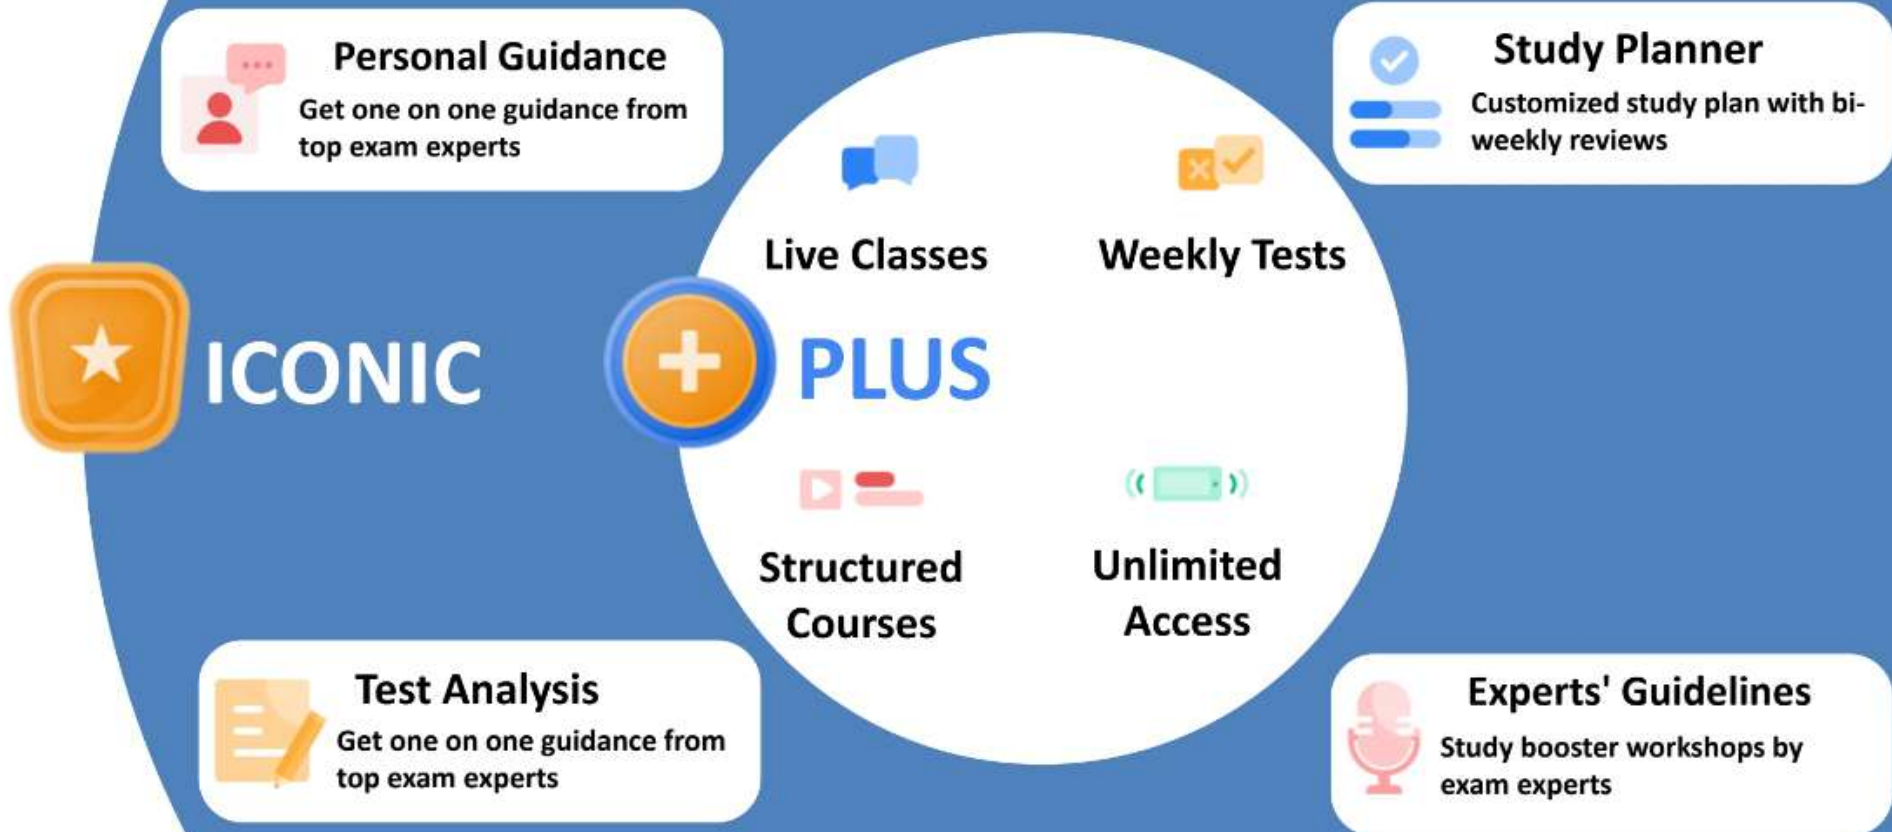 Personal Guidance
Get one on one guidance from
top exam experts
Study Planner
Customized study plan with bi-
weekly reviews
Live Classes
Weekly Tests
ICONIC
PLUS
Structured
Courses
Unlimited
Access
Test Analysis
Get one on one guidance from
top exam experts
Experts' Guidelines
Study booster workshops by
exam experts